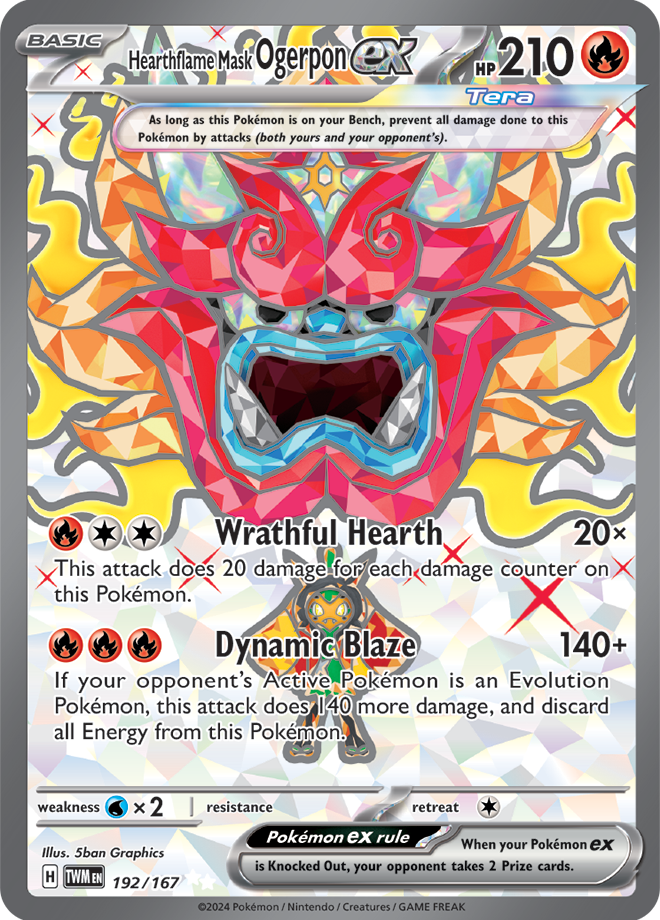 BASIC
Hearthflame Mask Ogerpon ex HP 210
Tera
As long as this Pokémon is on your Bench, prevent all damage done to this
Pokémon by attacks (both yours and your opponent's).
Wrathful Hearth 20×
This attack does 20 damage for each damage counter on
this Pokémon.
Dynamic Blaze 140+
If your opponent's Active Pokémon is an Evolution
Pokémon, this attack does 140 more damage, and discard
all Energy from this Pokémon.
weakness ×2 resistance retreat
Illus. 5ban Graphics
Pokémon ex rule When your Pokémon ex
is Knocked Out, your opponent takes 2 Prize cards.
H TWM EN 192/167
©2024 Pokémon / Nintendo / Creatures / GAME FREAK